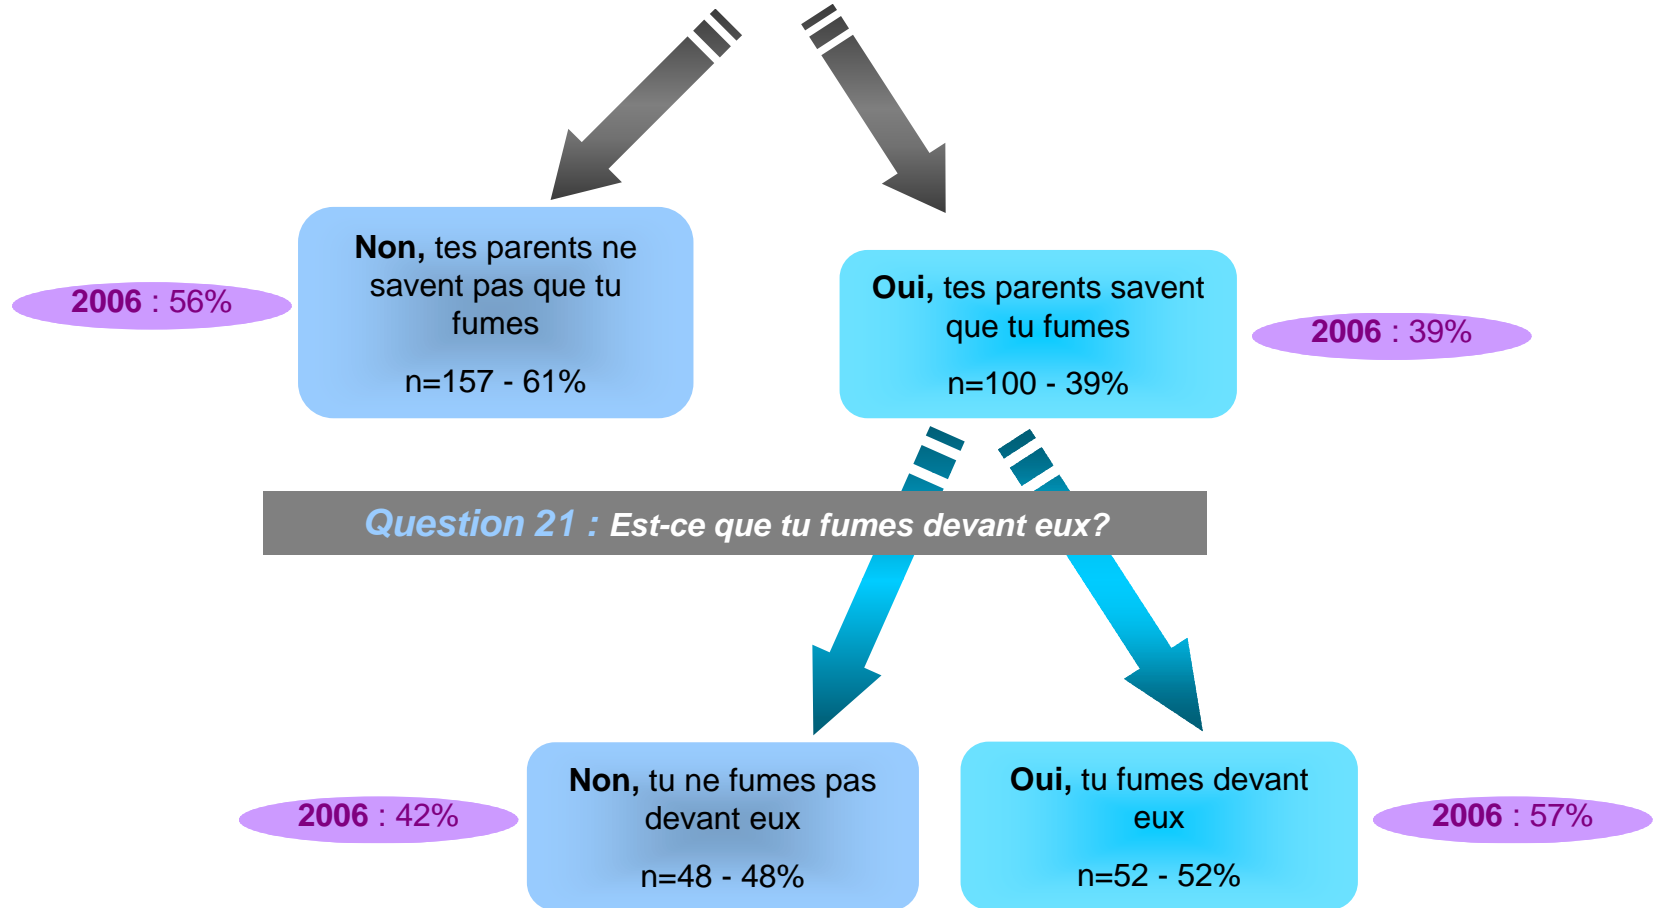 Non, tes parents ne
savent pas que tu
fumes
n=157 - 61%
2006 : 56%
Oui, tes parents savent
que tu fumes
n=100 - 39%
2006 : 39%
Question 21 : Est-ce que tu fumes devant eux?
Non, tu ne fumes pas
devant eux
n=48 - 48%
2006 : 42%
Oui, tu fumes devant
eux
n=52 - 52%
2006 : 57%